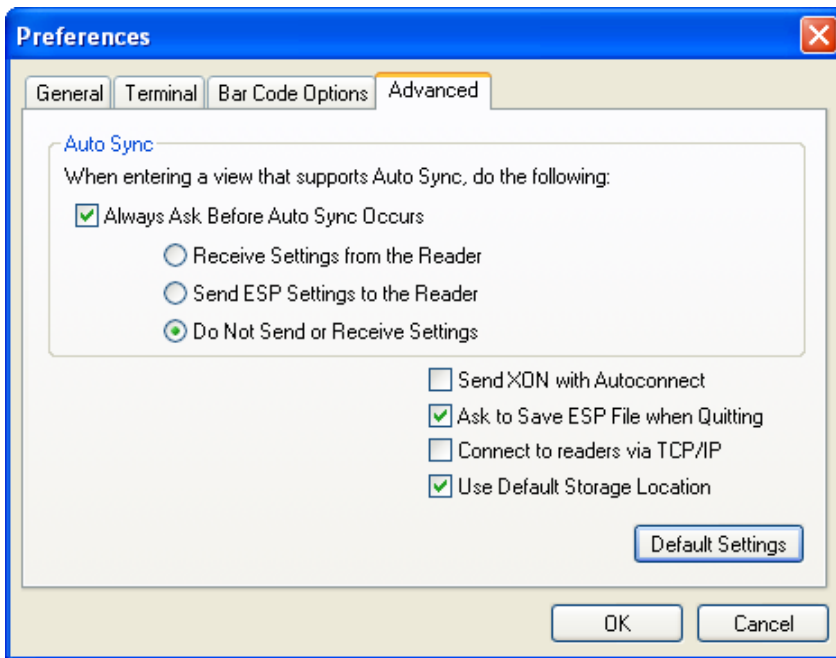 Preferences
General Terminal Bar Code Options Advanced
Auto Sync
When entering a view that supports Auto Sync, do the following:
Always Ask Before Auto Sync Occurs
Receive Settings from the Reader
Send ESP Settings to the Reader
Do Not Send or Receive Settings
Send XON with Autoconnect
Ask to Save ESP File when Quitting
Connect to readers via TCP/IP
Use Default Storage Location
Default Settings
OK Cancel